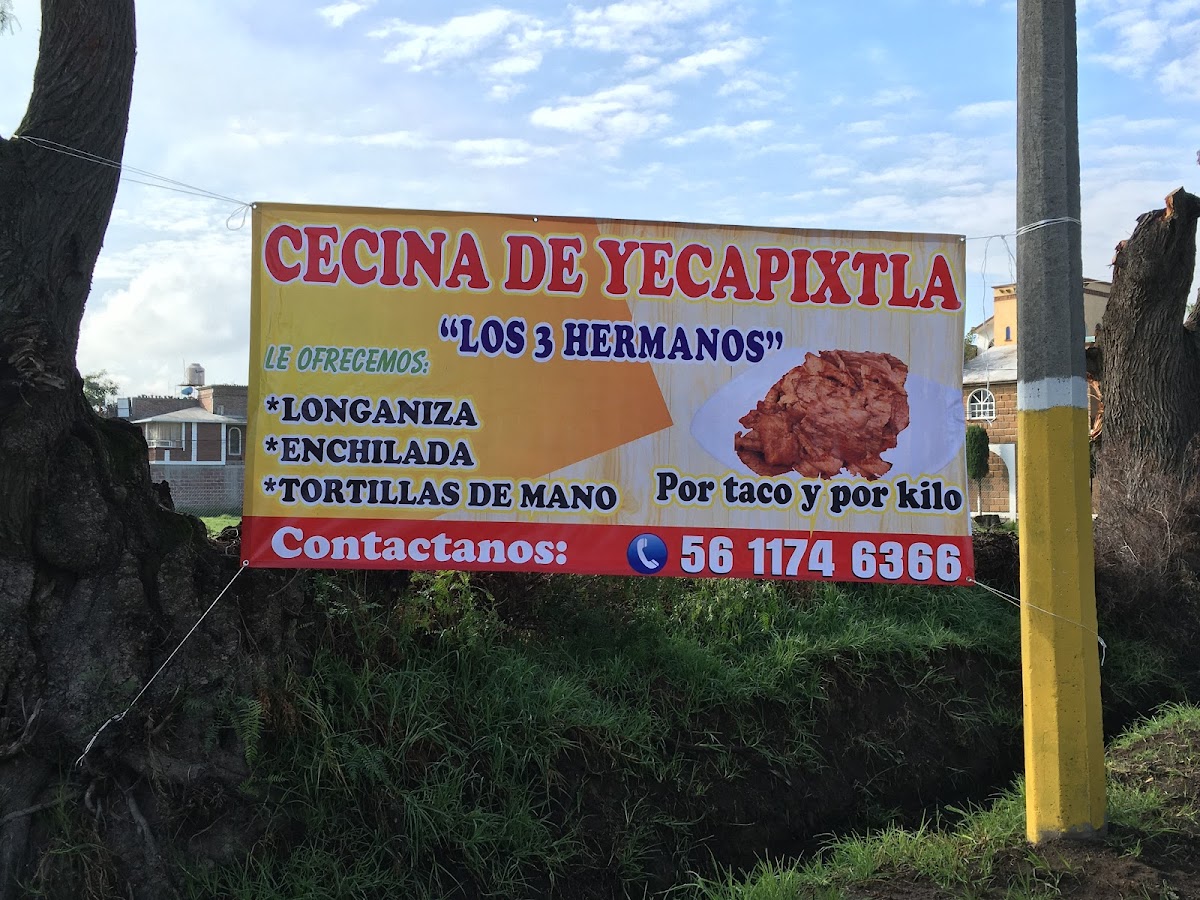 CECINA DE YECAPIXTLA
“LOS 3 HERMANOS”
LE OFRECEMOS:
*LONGANIZA
*ENCHILADA
*TORTILLAS DE MANO
Por taco y por kilo
Contactanos: 56 1174 6366